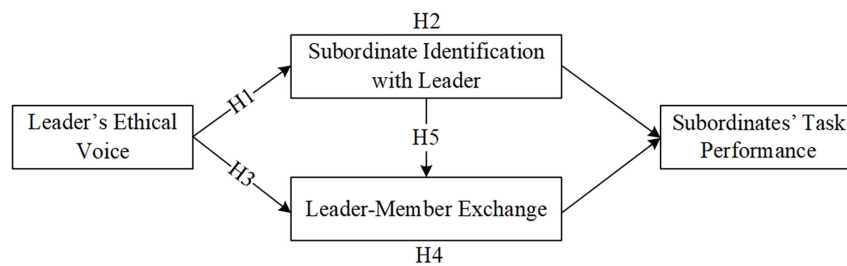 H2
Subordinate Identification
with Leader
H1
Leader's Ethical
Voice
H5
Subordinates' Task
Performance
H3
Leader-Member Exchange
H4